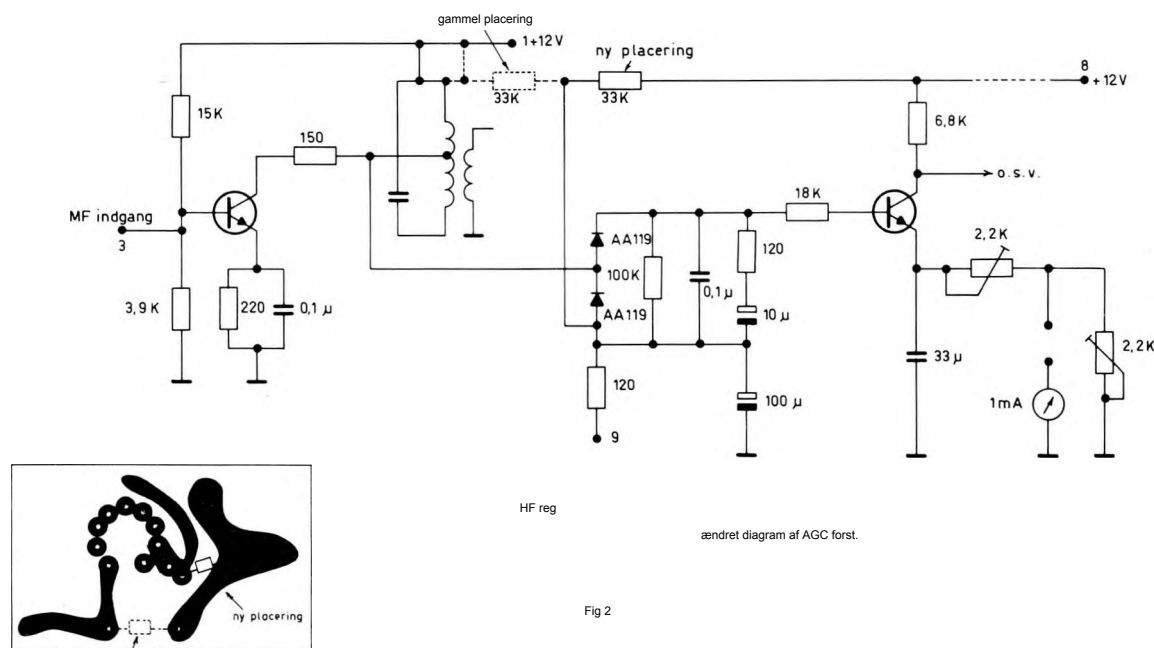 gammel placering
1+12V
ny placering
8
+12V
33K
33K
15K
150
6,8K
o.s.v.
MF indgang
3
18K
AA119
2,2K
120
100K
0,1µ
3,9K
220
0,1 µ
AA119
10 µ
33 µ
2,2K
120
100 µ
1mA
9
HF reg
ændret diagram af AGC forst.
ny placering
Fig 2